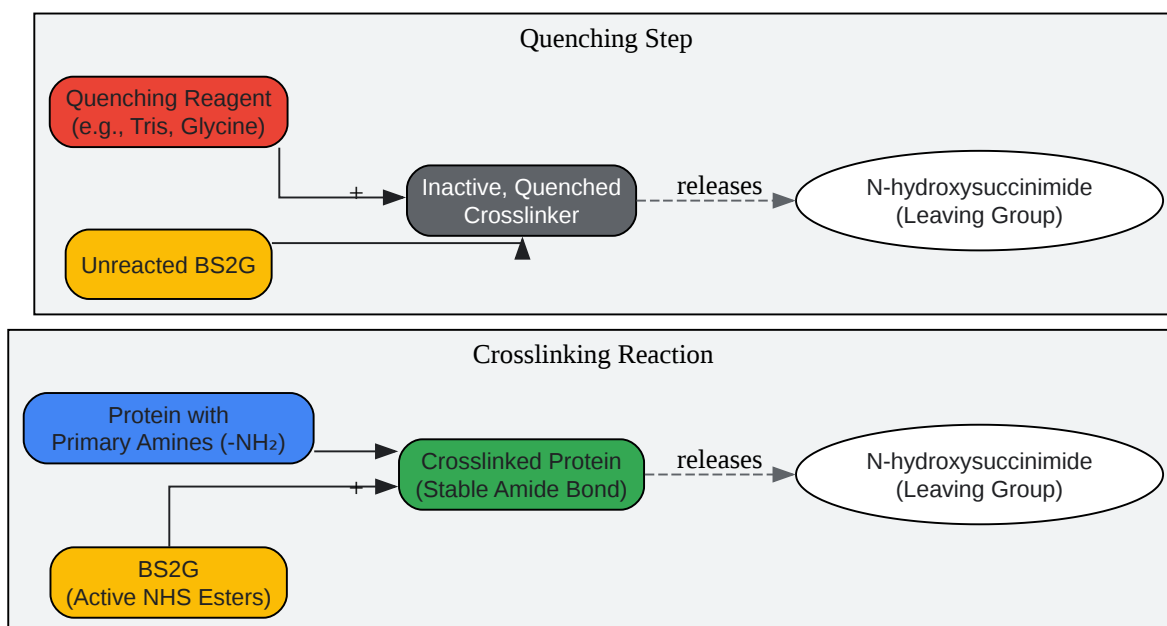 Quenching Step
Quenching Reagent
(e.g., Tris, Glycine)
+
Inactive, Quenched
Crosslinker
releases
N-hydroxysuccinimide
(Leaving Group)
Unreacted BS2G
Crosslinking Reaction
Protein with
Primary Amines (-NH₂)
+
Crosslinked Protein
(Stable Amide Bond)
releases
N-hydroxysuccinimide
(Leaving Group)
BS2G
(Active NHS Esters)